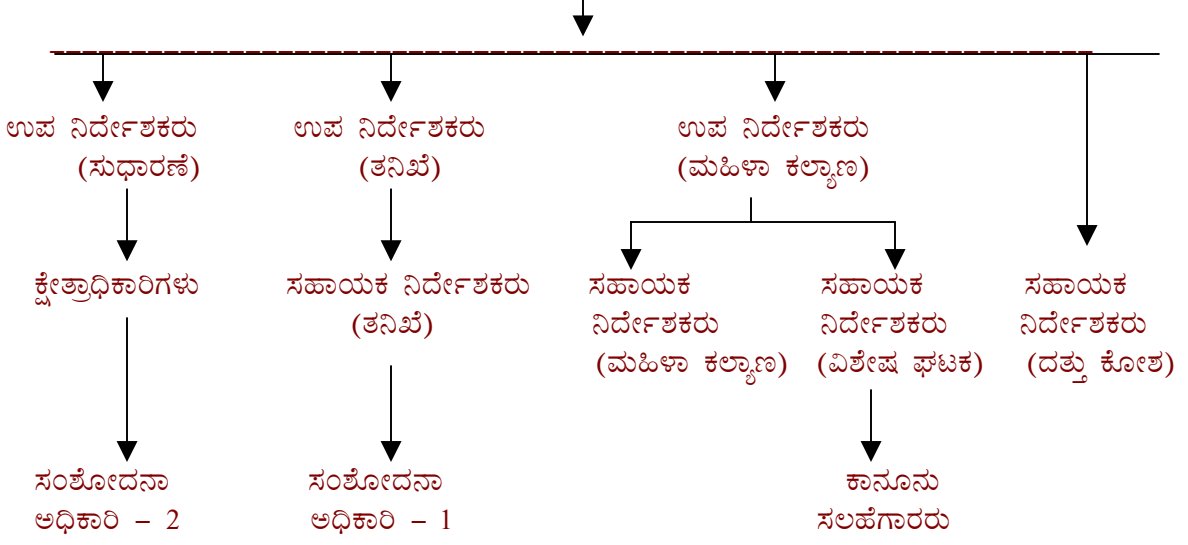 ಉಪ ನಿರ್ದೇಶಕರು
(ಸುಧಾರಣೆ)
ಉಪ ನಿರ್ದೇಶಕರು
(ತನಿಖೆ)
ಉಪ ನಿರ್ದೇಶಕರು
(ಮಹಿಳಾ ಕಲ್ಯಾಣ)
ಕ್ಷೇತ್ರಾಧಿಕಾರಿಗಳು
ಸಹಾಯಕ ನಿರ್ದೇಶಕರು
(ತನಿಖೆ)
ಸಹಾಯಕ
ನಿರ್ದೇಶಕರು
(ಮಹಿಳಾ ಕಲ್ಯಾಣ)
ಸಹಾಯಕ
ನಿರ್ದೇಶಕರು
(ವಿಶೇಷ ಘಟಕ)
ಸಹಾಯಕ
ನಿರ್ದೇಶಕರು
(ದತ್ತು ಕೋಶ)
ಸಂಶೋದನಾ
ಅಧಿಕಾರಿ – 2
ಸಂಶೋದನಾ
ಅಧಿಕಾರಿ – 1
ಕಾನೂನು
ಸಲಹೆಗಾರರು